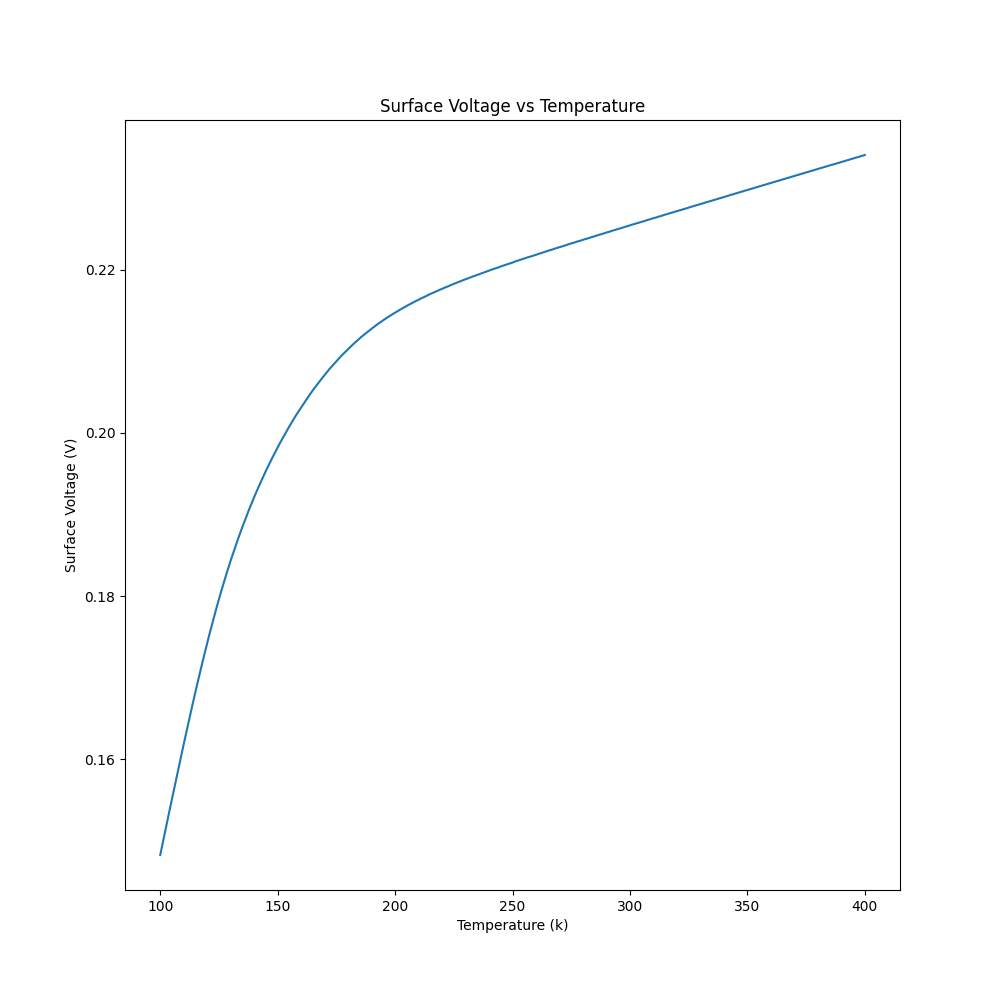 Surface Voltage vs Temperature
Surface Voltage (V)
0.22
0.20
0.18
0.16
100 150 200 250 300 350 400
Temperature (k)